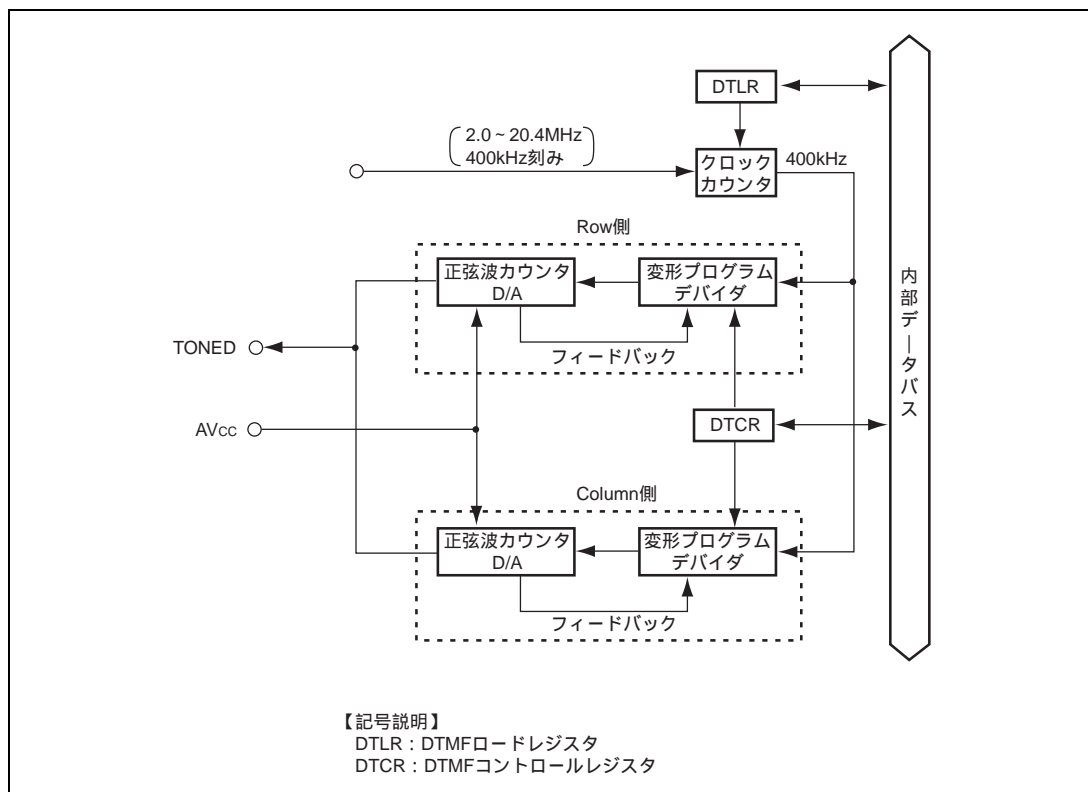 DTLR
2.0~20.4MHz
400kHz刻み
クロック
カウンタ
400kHz
Row側
正弦波カウンタ
D/A
変形プログラム
デバイダ
フィードバック
内部データバス
TONED
AVcc
DTCR
Column側
正弦波カウンタ
D/A
変形プログラム
デバイダ
フィードバック
【記号説明】
DTLR:DTMFロードレジスタ
DTCR:DTMFコントロールレジスタ